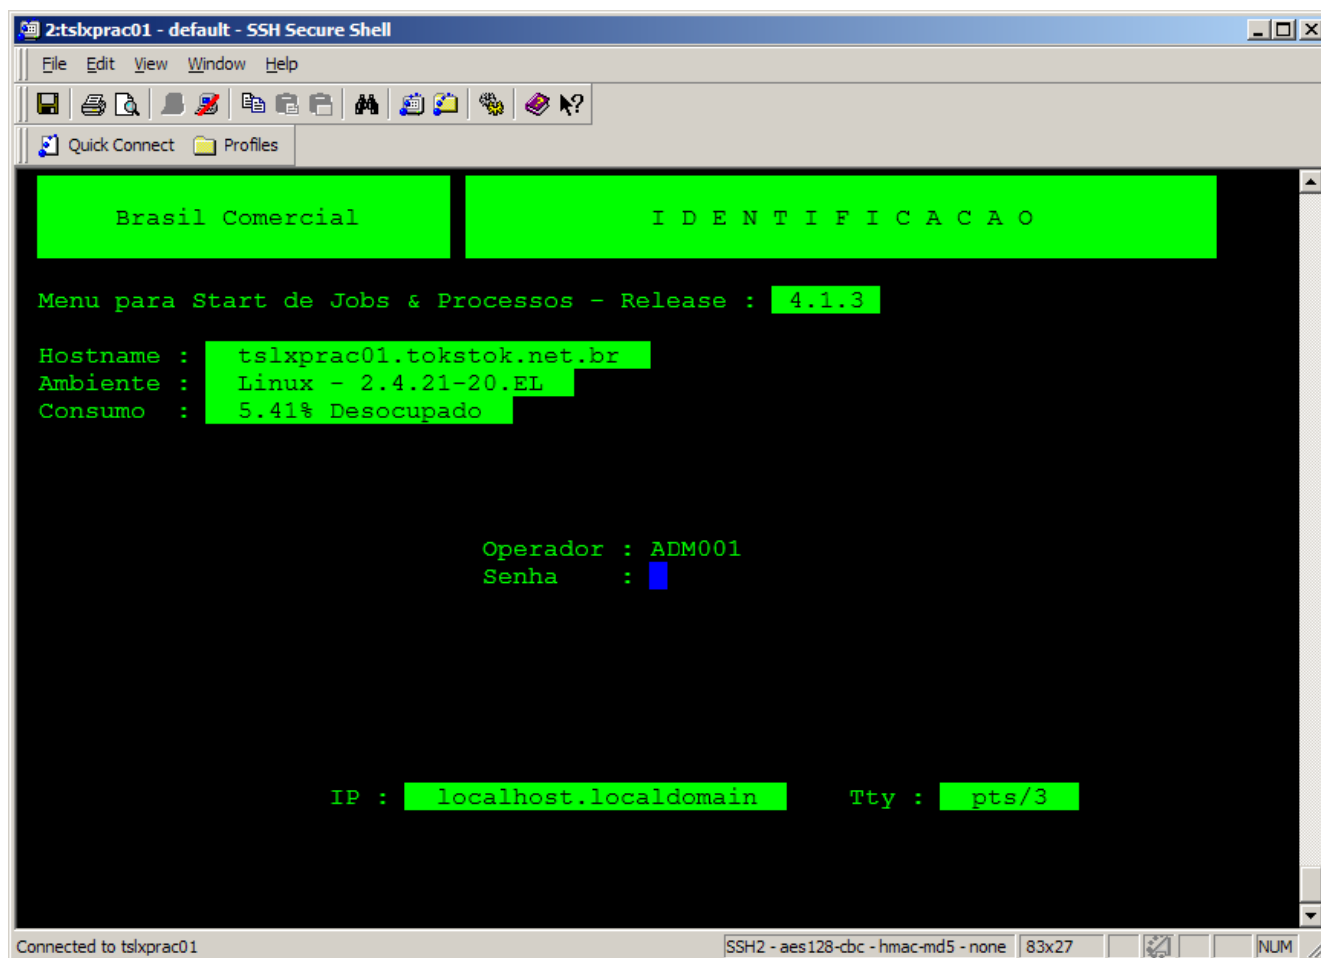 2:tslxprac01 - default - SSH Secure Shell
File Edit View Window Help
Quick Connect Profiles
Brasil Comercial I D E N T I F I C A C A O
Menu para Start de Jobs & Processos - Release : 4.1.3
Hostname : tslxprac01.tokstok.net.br
Ambiente : Linux - 2.4.21-20.EL
Consumo : 5.41% Desocupado
Operador : ADM001
Senha :
IP : localhost.localdomain Tty : pts/3
Connected to tslxprac01 SSH2 - aes128-cbc - hmac-md5 - none 83x27 NUM